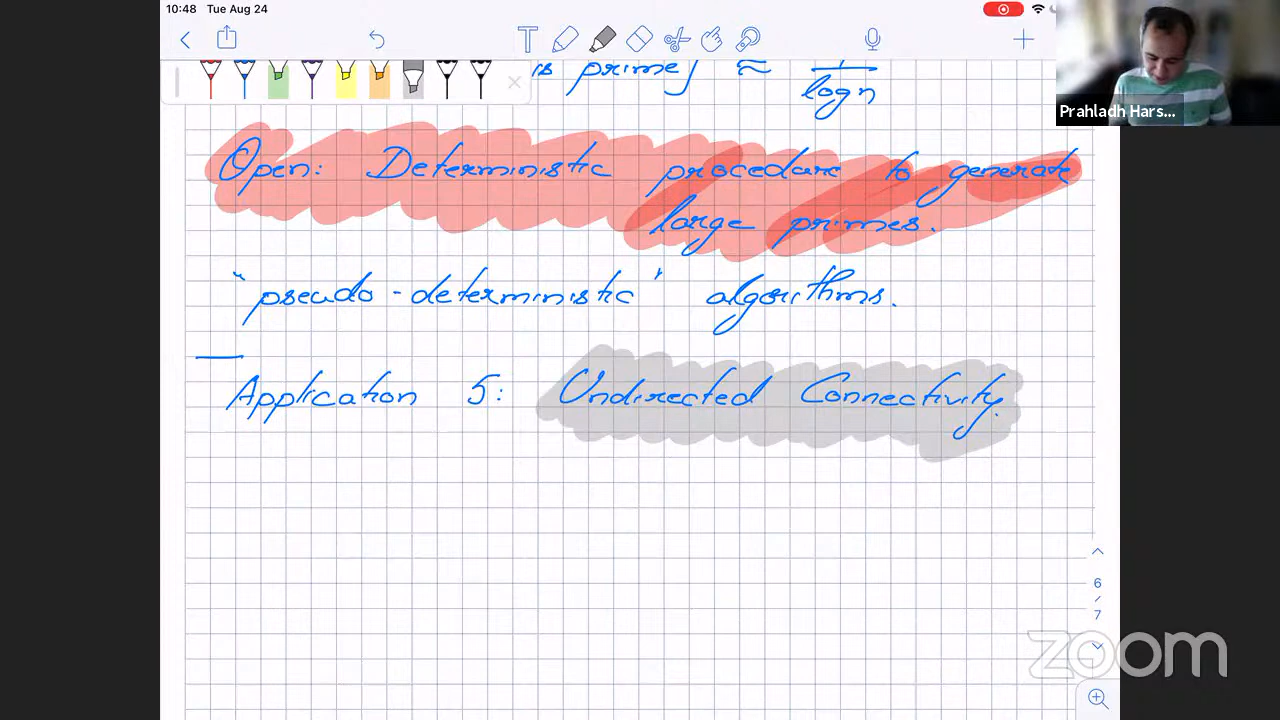 10:48 Tue Aug 24
is prime] ≈ 1
log n
Prahladh Hars...
Open: Deterministic procedure to generate
large primes.
"pseudo-deterministic" algorithms.
Application 5: Undirected Connectivity.
6
/
7
zoom